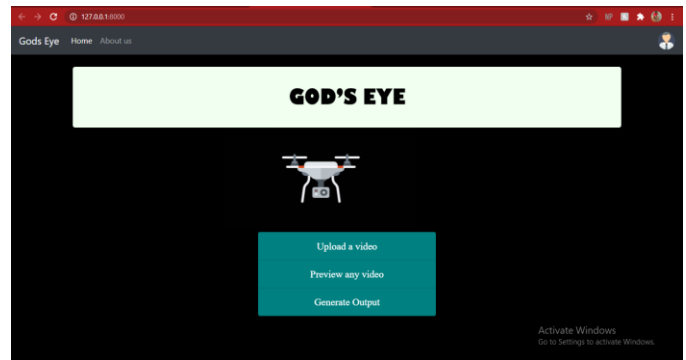 127.0.0.1:8000
Gods Eye Home About us
GOD'S EYE
Upload a video
Preview any video
Generate Output
Activate Windows
Go to Settings to activate Windows.